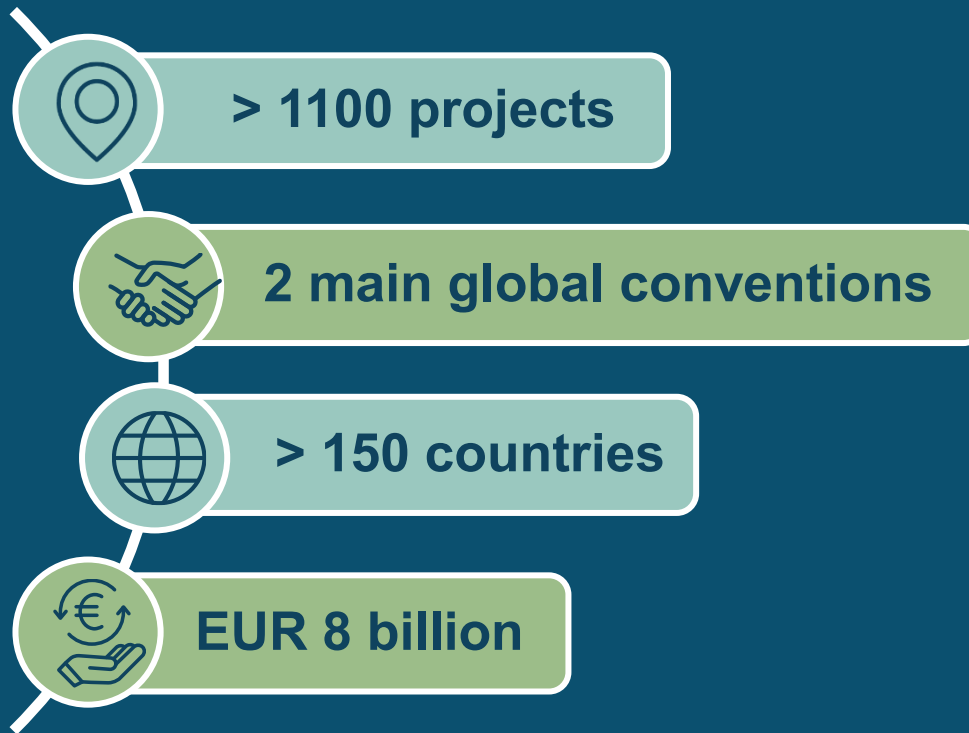 > 1100 projects
2 main global conventions
> 150 countries
€
EUR 8 billion